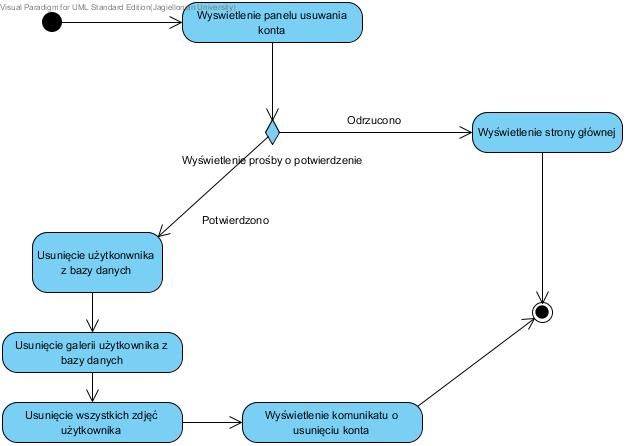 Visual Paradigm for UML Standard Edition(Jagiellonian University)
Wyswietlenie panelu usuwania
konta
Odrzucono
Wyświetlenie strony głównej
Wyświetlenie prośby o potwierdzenie
Potwierdzono
Usunięcie użytkonwnika
z bazy danych
Usunięcie galerii użytkownika z
bazy danych
Usunięcie wszystkich zdjęć
użytkownika
Wyświetlenie komunikatu o
usunięciu konta